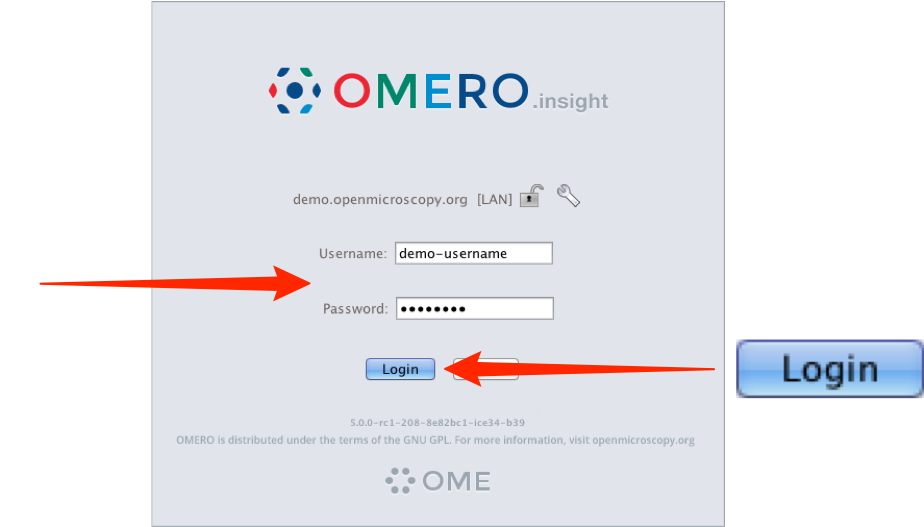 OMERO.insight
demo.openmicroscopy.org [LAN]
Username: demo-username
Password: ••••••••
Login
Login
5.0.0-rc1-208-8e82bc1-ice34-b39
OMERO is distributed under the terms of the GNU GPL. For more information, visit openmicroscopy.org
OME